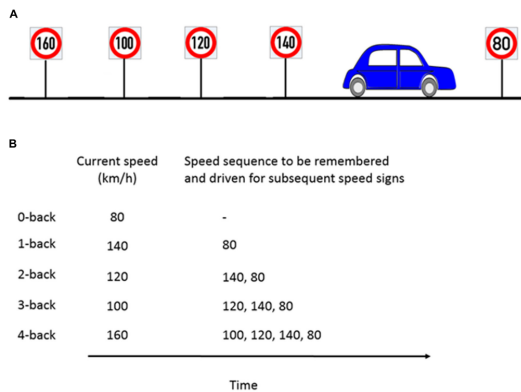 A
160 100 120 140 80
B
Current speed Speed sequence to be remembered
(km/h) and driven for subsequent speed signs
0-back 80 -
1-back 140 80
2-back 120 140, 80
3-back 100 120, 140, 80
4-back 160 100, 120, 140, 80
Time